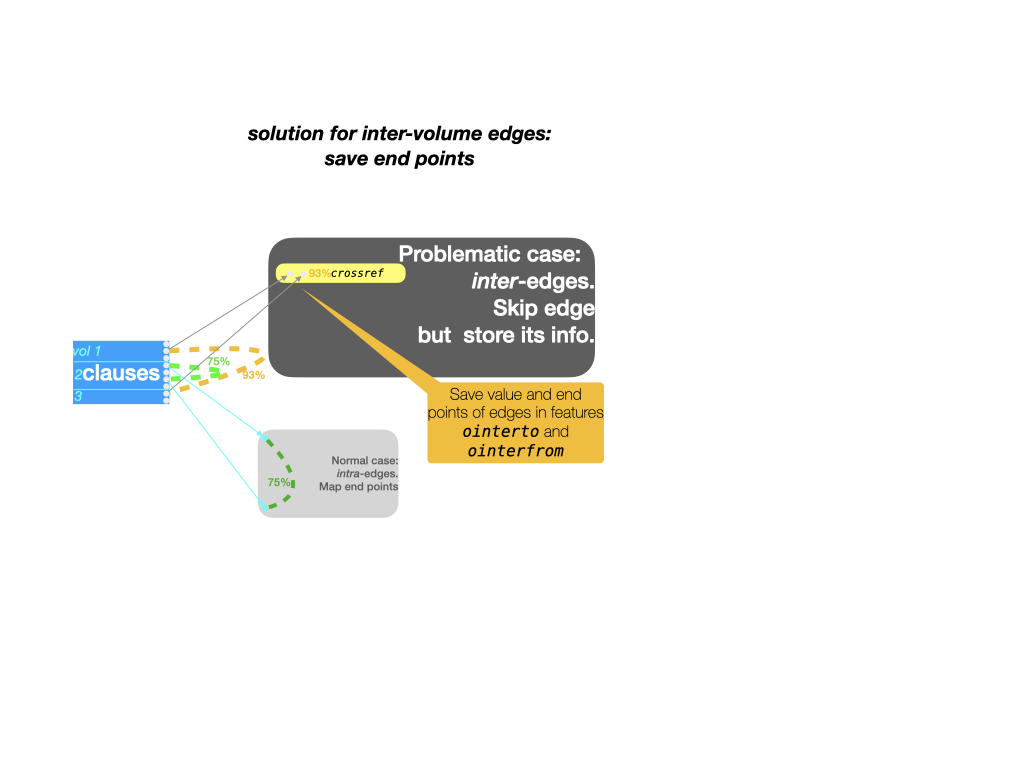 solution for inter-volume edges:
save end points
Problematic case:
inter-edges.
Skip edge
but store its info.
93%crossref
vol 1
2clauses
3
75%
93%
Save value and end
points of edges in features
ointerto and
ointerfrom
Normal case:
intra-edges.
Map end points
75%